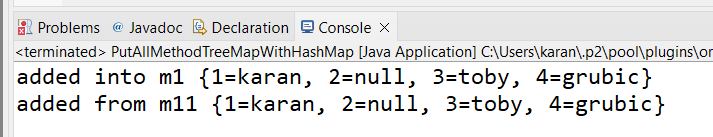 Problems @ Javadoc Declaration Console
<terminated> PutAllMethodTreeMapWithHashMap [Java Application] C:\Users\karan\.p2\pool\plugins\or
added into m1 {1=karan, 2=null, 3=toby, 4=grubic}
added from m11 {1=karan, 2=null, 3=toby, 4=grubic}